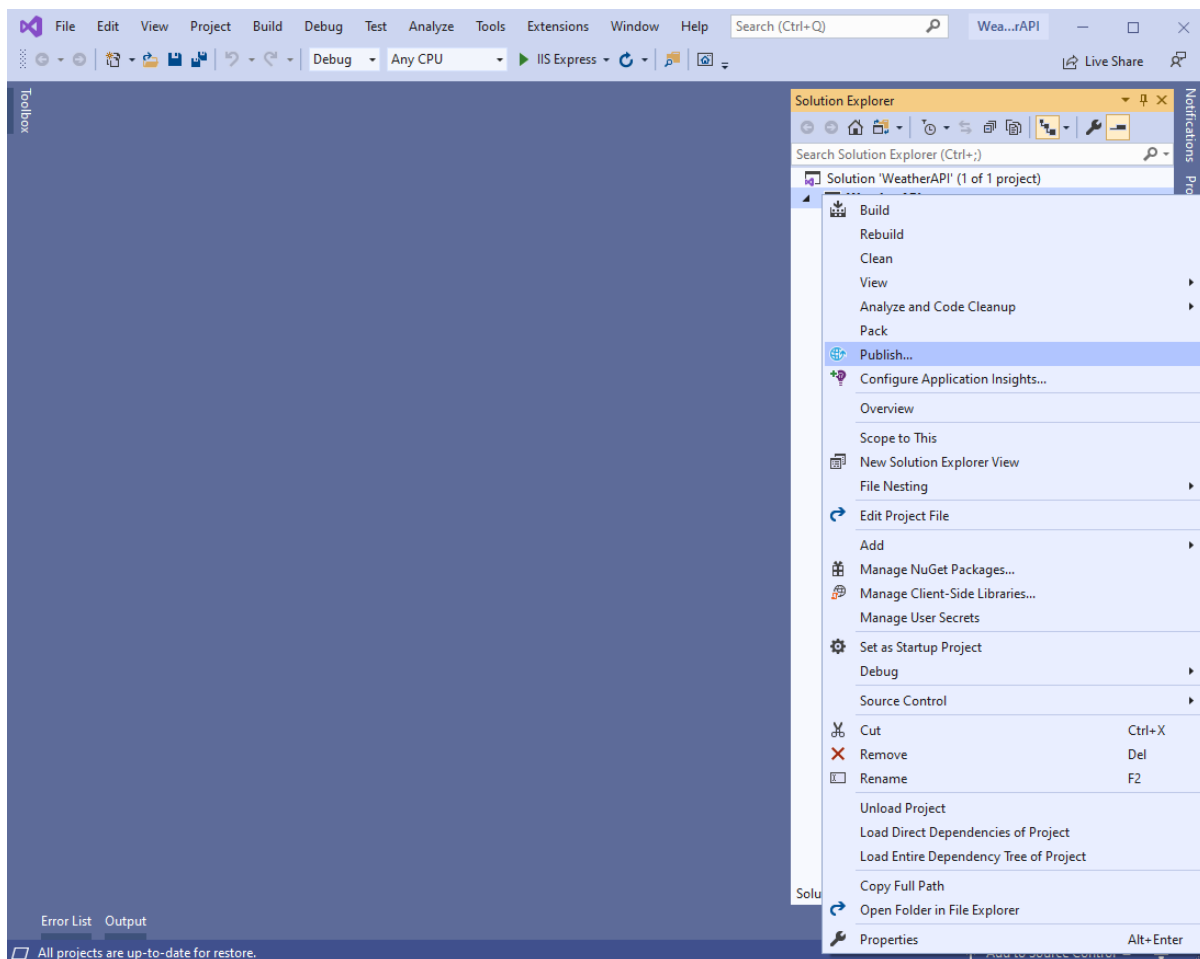 File Edit View Project Build Debug Test Analyze Tools Extensions Window Help Search (Ctrl+Q) Wea...rAPI
Debug Any CPU IIS Express Live Share
Toolbox
Solution Explorer
Search Solution Explorer (Ctrl+;)
Solution 'WeatherAPI' (1 of 1 project)
Notifications
Build
Rebuild
Clean
View
Analyze and Code Cleanup
Pack
Publish...
Configure Application Insights...
Overview
Scope to This
New Solution Explorer View
File Nesting
Edit Project File
Add
Manage NuGet Packages...
Manage Client-Side Libraries...
Manage User Secrets
Set as Startup Project
Debug
Source Control
Cut Ctrl+X
Remove Del
Rename F2
Unload Project
Load Direct Dependencies of Project
Load Entire Dependency Tree of Project
Copy Full Path
Open Folder in File Explorer
Properties Alt+Enter
Error List Output
All projects are up-to-date for restore.
Add to Source Control